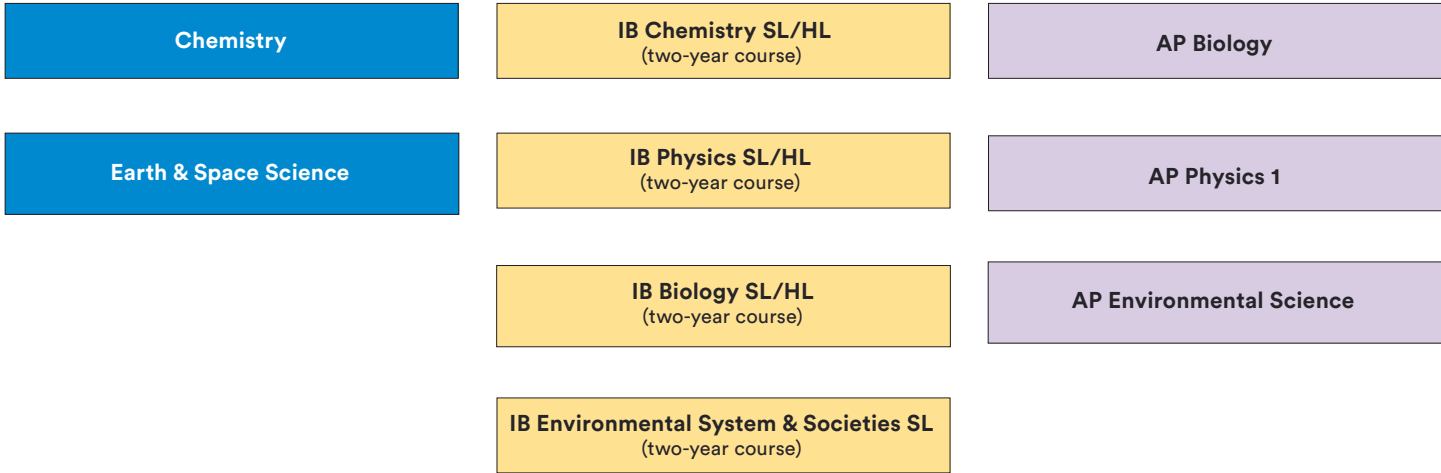 Chemistry
IB Chemistry SL/HL
(two-year course)
AP Biology
Earth & Space Science
IB Physics SL/HL
(two-year course)
AP Physics 1
IB Biology SL/HL
(two-year course)
AP Environmental Science
IB Environmental System & Societies SL
(two-year course)